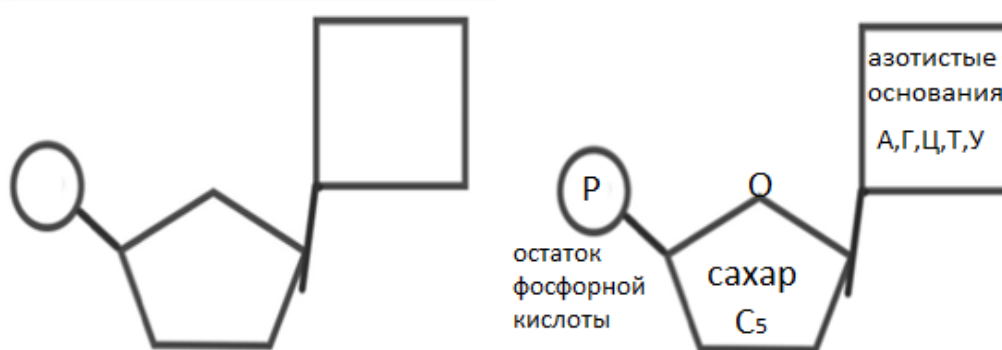 азотистые
основания
А,Г,Ц,Т,У
Р
О
остаток
фосфорной
кислоты
сахар
С5